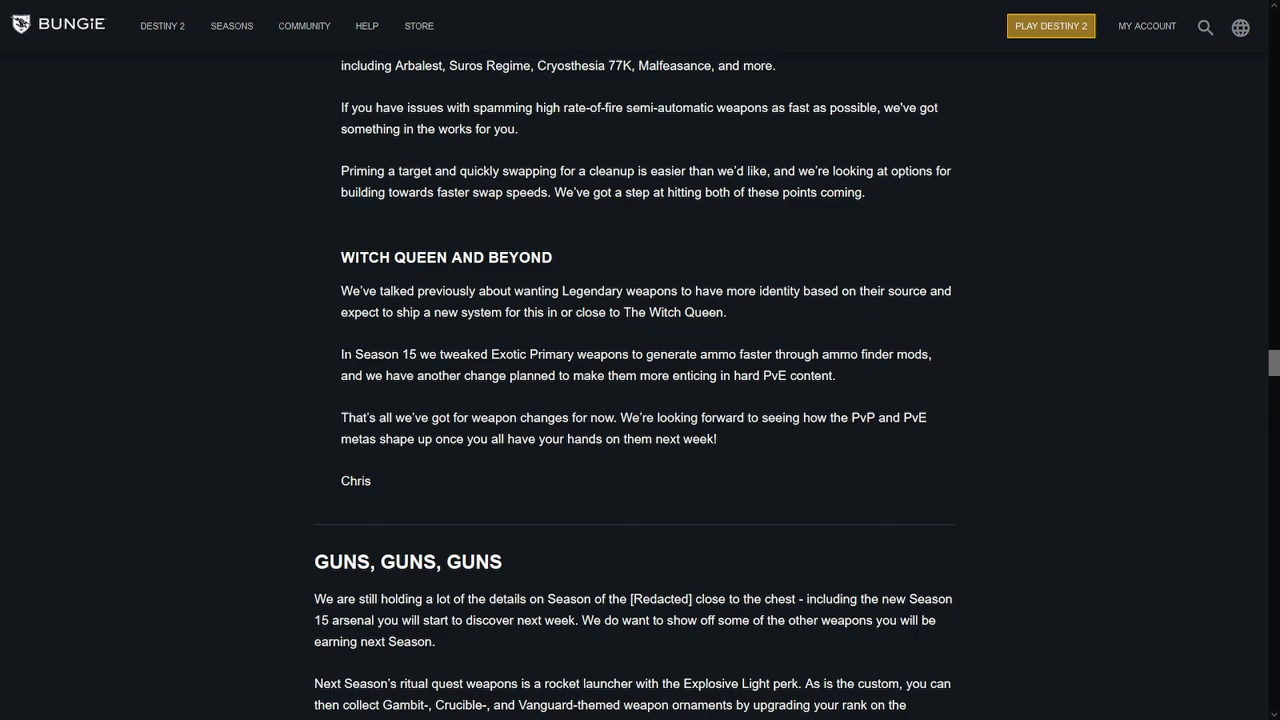 BUNGiE DESTINY 2 SEASONS COMMUNITY HELP STORE PLAY DESTINY 2 MY ACCOUNT
including Arbalest, Suros Regime, Cryosthesia 77K, Malfeasance, and more.
If you have issues with spamming high rate-of-fire semi-automatic weapons as fast as possible, we've got
something in the works for you.
Priming a target and quickly swapping for a cleanup is easier than we’d like, and we’re looking at options for
building towards faster swap speeds. We’ve got a step at hitting both of these points coming.
WITCH QUEEN AND BEYOND
We’ve talked previously about wanting Legendary weapons to have more identity based on their source and
expect to ship a new system for this in or close to The Witch Queen.
In Season 15 we tweaked Exotic Primary weapons to generate ammo faster through ammo finder mods,
and we have another change planned to make them more enticing in hard PvE content.
That’s all we’ve got for weapon changes for now. We’re looking forward to seeing how the PvP and PvE
metas shape up once you all have your hands on them next week!
Chris
GUNS, GUNS, GUNS
We are still holding a lot of the details on Season of the [Redacted] close to the chest - including the new Season
15 arsenal you will start to discover next week. We do want to show off some of the other weapons you will be
earning next Season.
Next Season’s ritual quest weapons is a rocket launcher with the Explosive Light perk. As is the custom, you can
then collect Gambit-, Crucible-, and Vanguard-themed weapon ornaments by upgrading your rank on the